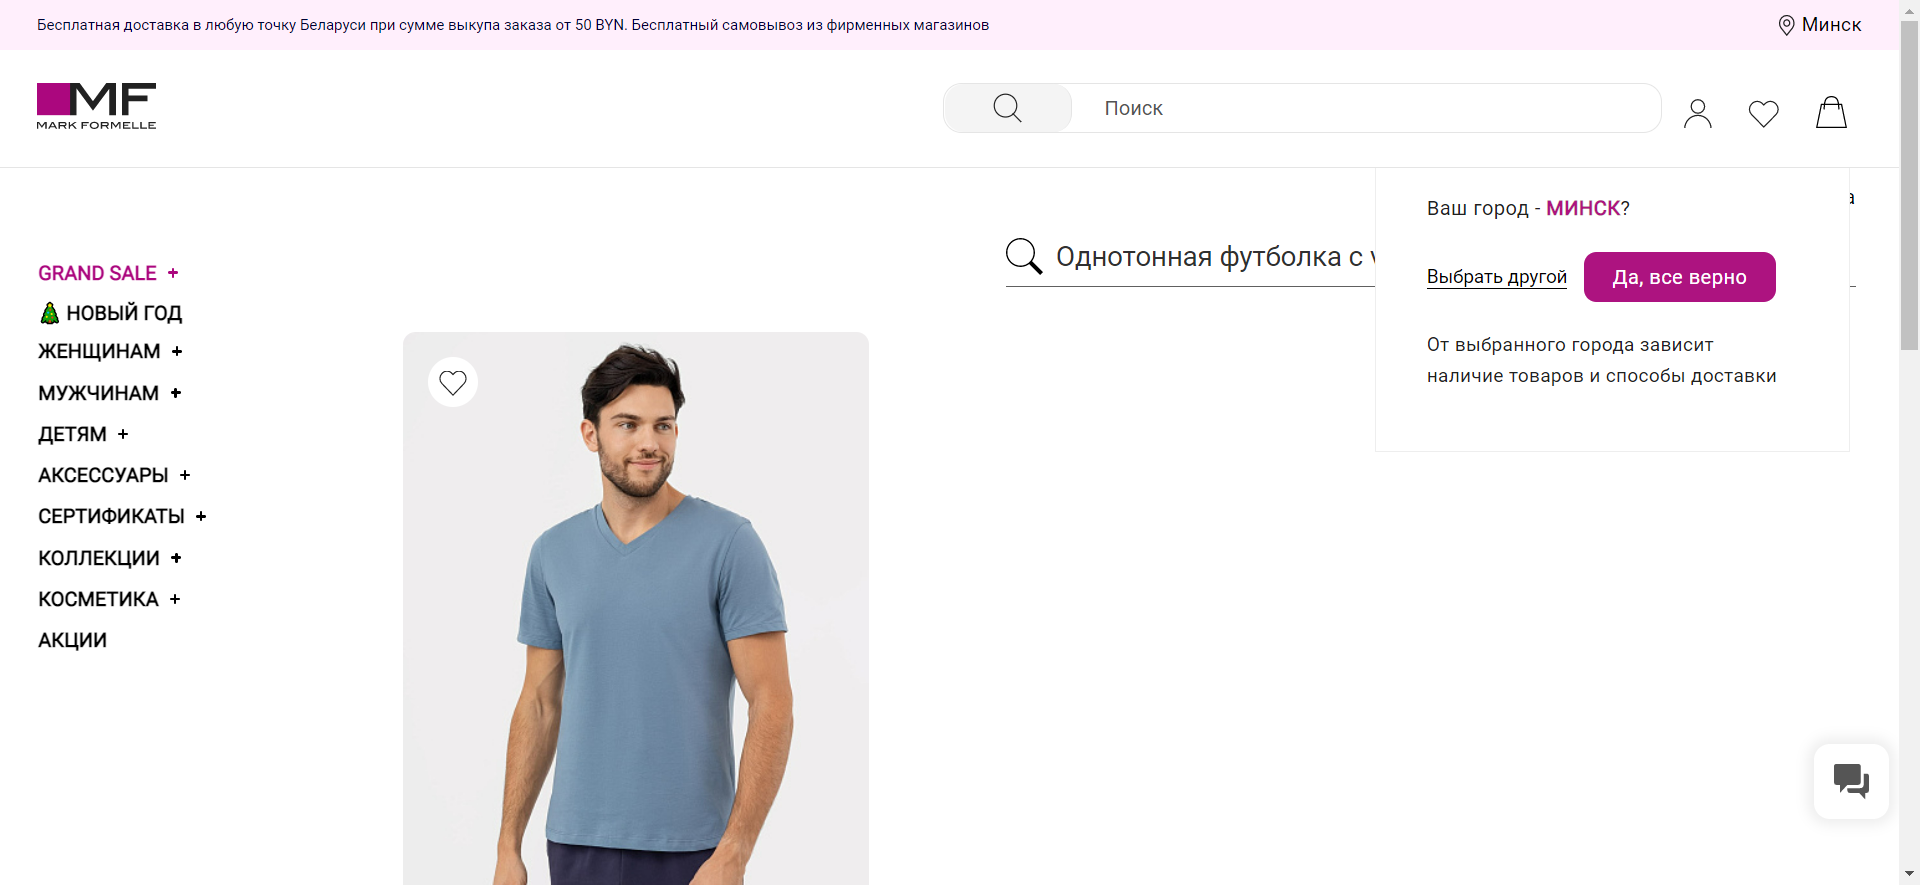 Бесплатная доставка в любую точку Беларуси при сумме выкупа заказа от 50 BYN. Бесплатный самовывоз из фирменных магазинов
Минск
MF
MARK FORMELLE
Поиск
Ваш город - МИНСК?
Выбрать другой
Да, все верно
От выбранного города зависит
наличие товаров и способы доставки
Однотонная футболка с
GRAND SALE +
НОВЫЙ ГОД
ЖЕНЩИНАМ +
МУЖЧИНАМ +
ДЕТЯМ +
АКСЕССУАРЫ +
СЕРТИФИКАТЫ +
КОЛЛЕКЦИИ +
КОСМЕТИКА +
АКЦИИ